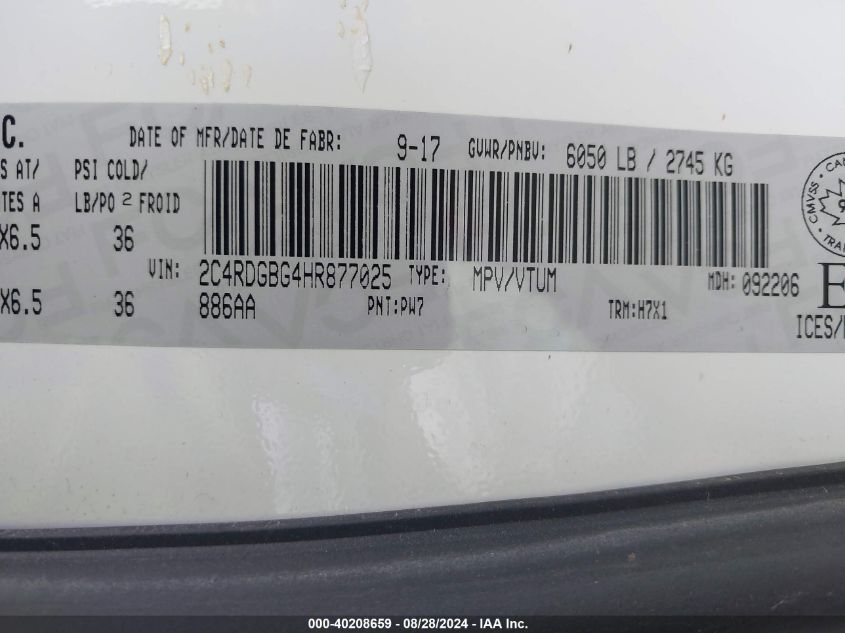 C. DATE OF MFR/DATE DE FABR: 9-17 GVWR/PNBV: 6050 LB / 2745 KG
S AT/ PSI COLD/
TES A LB/PO 2 FROID
X6.5 36
VIN: 2C4RDGBG4HR877025 TYPE: MPV/VTUM MDH: 092206
X6.5 36 886AA PNT:PW7 TRM:H7X1
ICES/
CMVSS
000-40208659 - 08/28/2024 - IAA Inc.